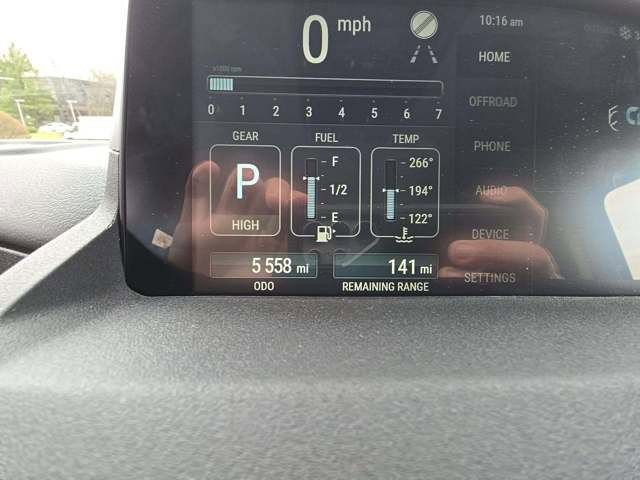 0 mph
10:16 am
x1000 rpm
0 1 2 3 4 5 6 7
HOME
OFFROAD
PHONE
AUDIO
DEVICE
SETTINGS
GEAR
P
HIGH
FUEL
F
1/2
E
TEMP
266°
194°
122°
5 558 mi
ODO
141 mi
REMAINING RANGE